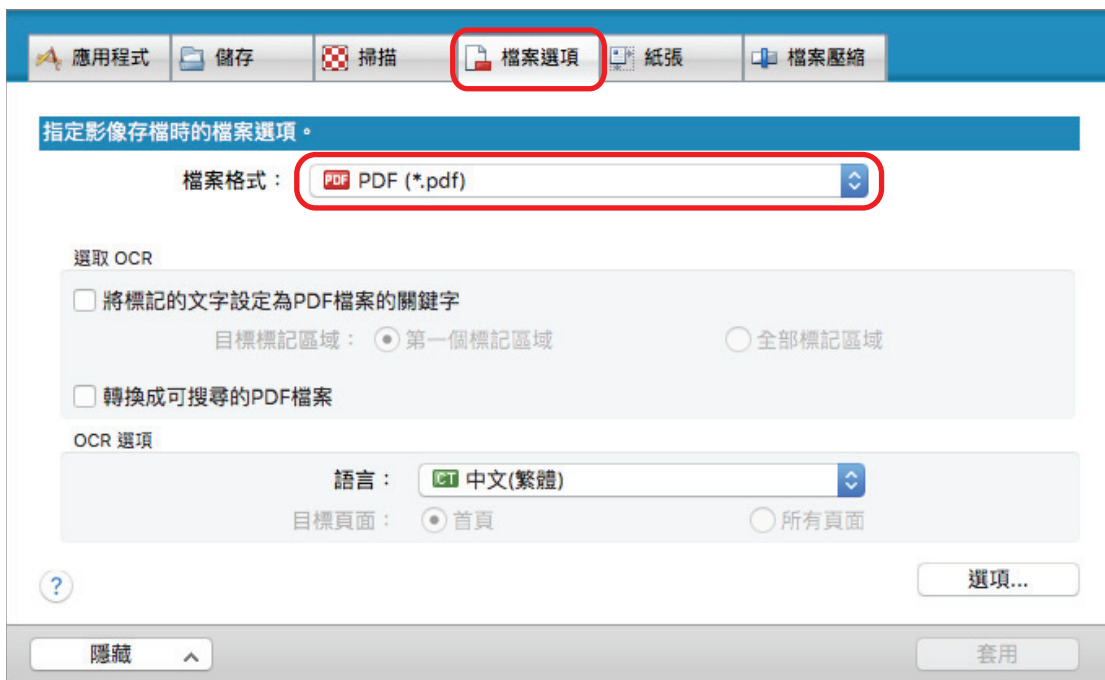 應用程式 儲存 掃描 檔案選項 紙張 檔案壓縮
指定影像存檔時的檔案選項。
檔案格式： PDF PDF (*.pdf)
選取 OCR
將標記的文字設定為PDF檔案的關鍵字
目標標記區域： 第一個標記區域 全部標記區域
轉換成可搜尋的PDF檔案
OCR 選項
語言： CT 中文(繁體)
目標頁面： 首頁 所有頁面
? 選項...
隱藏 套用